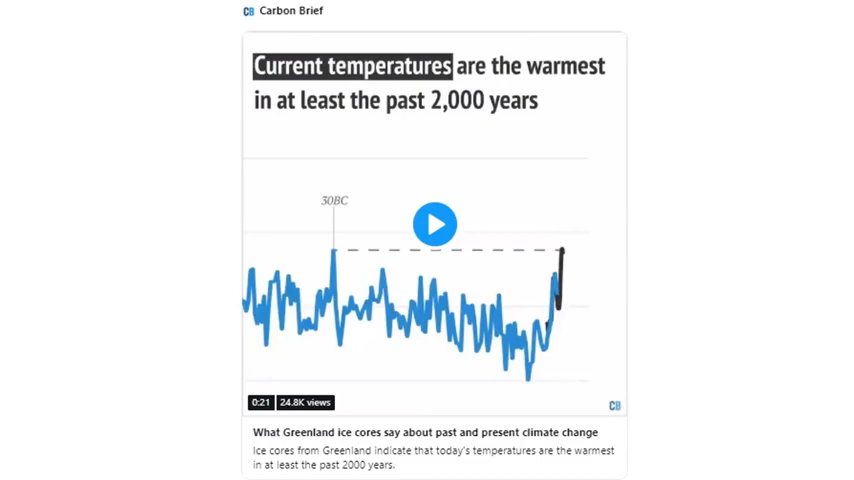 CB Carbon Brief
Current temperatures are the warmest
in at least the past 2,000 years
30BC
0:21 24.8K views
CB
What Greenland ice cores say about past and present climate change
Ice cores from Greenland indicate that today's temperatures are the warmest
in at least the past 2000 years.